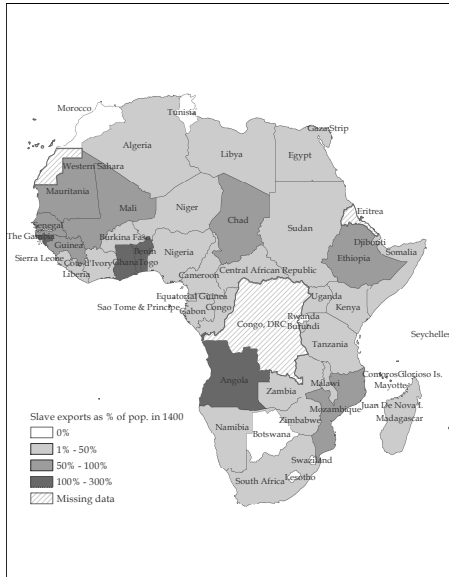 Morocco
Tunisia
Algeria
Libya
Egypt
Gaza Strip
Western Sahara
Mauritania
Mali
Niger
Chad
Sudan
Eritrea
Djibouti
Somalia
Senegal
The Gambia
Guinea
Sierra Leone
Liberia
Cote d'Ivory
Burkina Faso
Ghana
Togo
Benin
Nigeria
Cameroon
Central African Republic
Ethiopia
Equatorial Guinea
Sao Tome & Principe
Gabon
Congo
Congo, DRC
Uganda
Kenya
Rwanda
Burundi
Tanzania
Seychelles
Angola
Zambia
Malawi
Comoros
Glorioso Is.
Mayotte
Juan De Nova I.
Madagascar
Mozambique
Zimbabwe
Namibia
Botswana
Swaziland
Lesotho
South Africa
Slave exports as % of pop. in 1400
0%
1% - 50%
50% - 100%
100% - 300%
Missing data